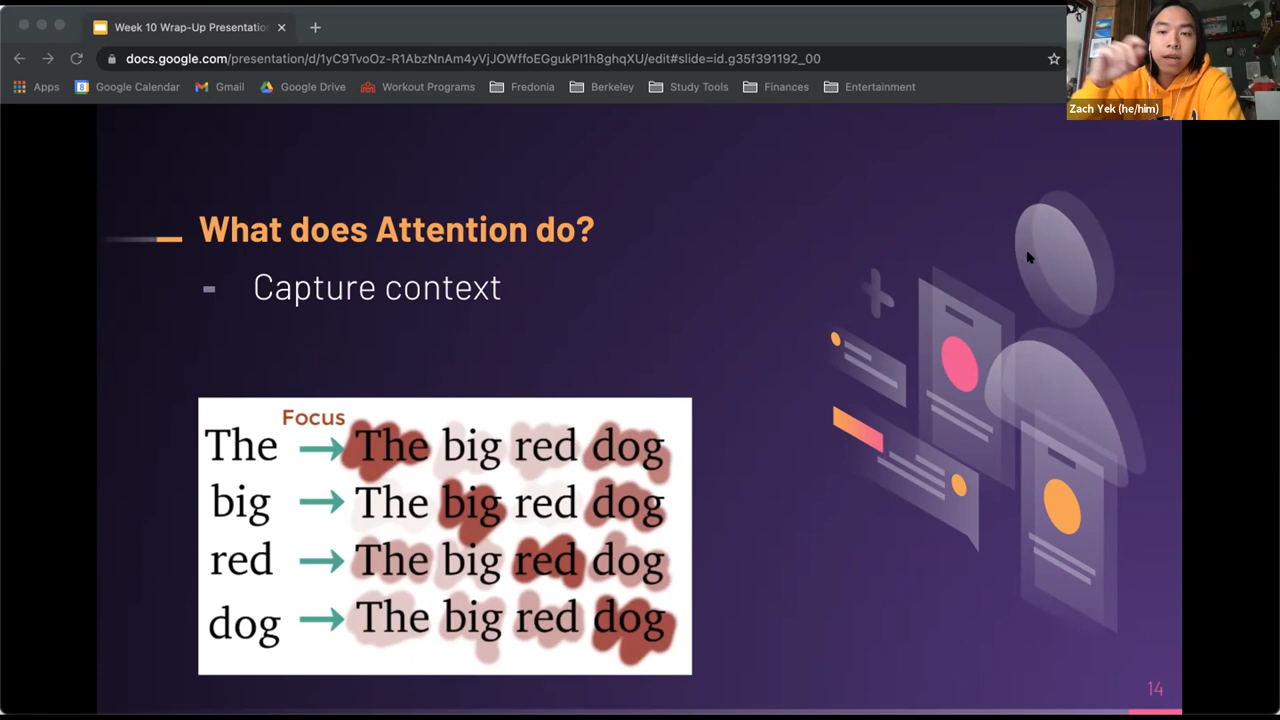 Week 10 Wrap-Up Presentatio
docs.google.com/presentation/d/1yC9TvoOz-R1AbzNnAm4yVjJOWffoEGgukPl1h8ghqXU/edit#slide=id.g35f391192_00
Apps Google Calendar Gmail Google Drive Workout Programs Fredonia Berkeley Study Tools Finances Entertainment
Zach Yek (he/him)
What does Attention do?
- Capture context
Focus
The → The big red dog
big → The big red dog
red → The big red dog
dog → The big red dog
14